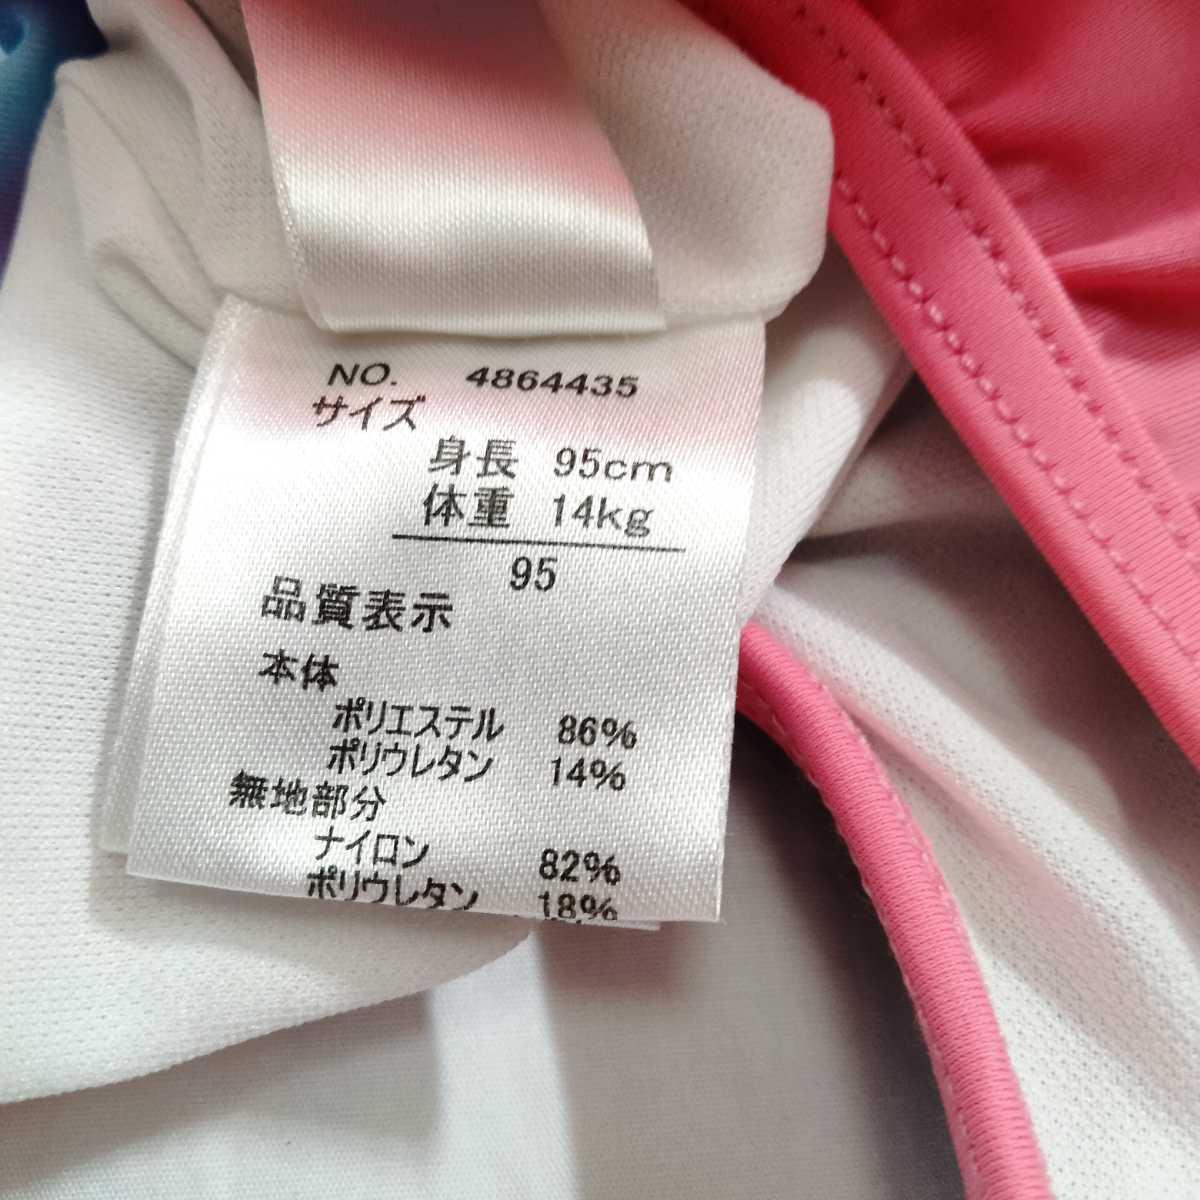 NO. 4864435
サイズ
身長 95cm
体重 14kg
95
品質表示
本体
ポリエステル 86%
ポリウレタン 14%
無地部分
ナイロン 82%
ポリウレタン 18%